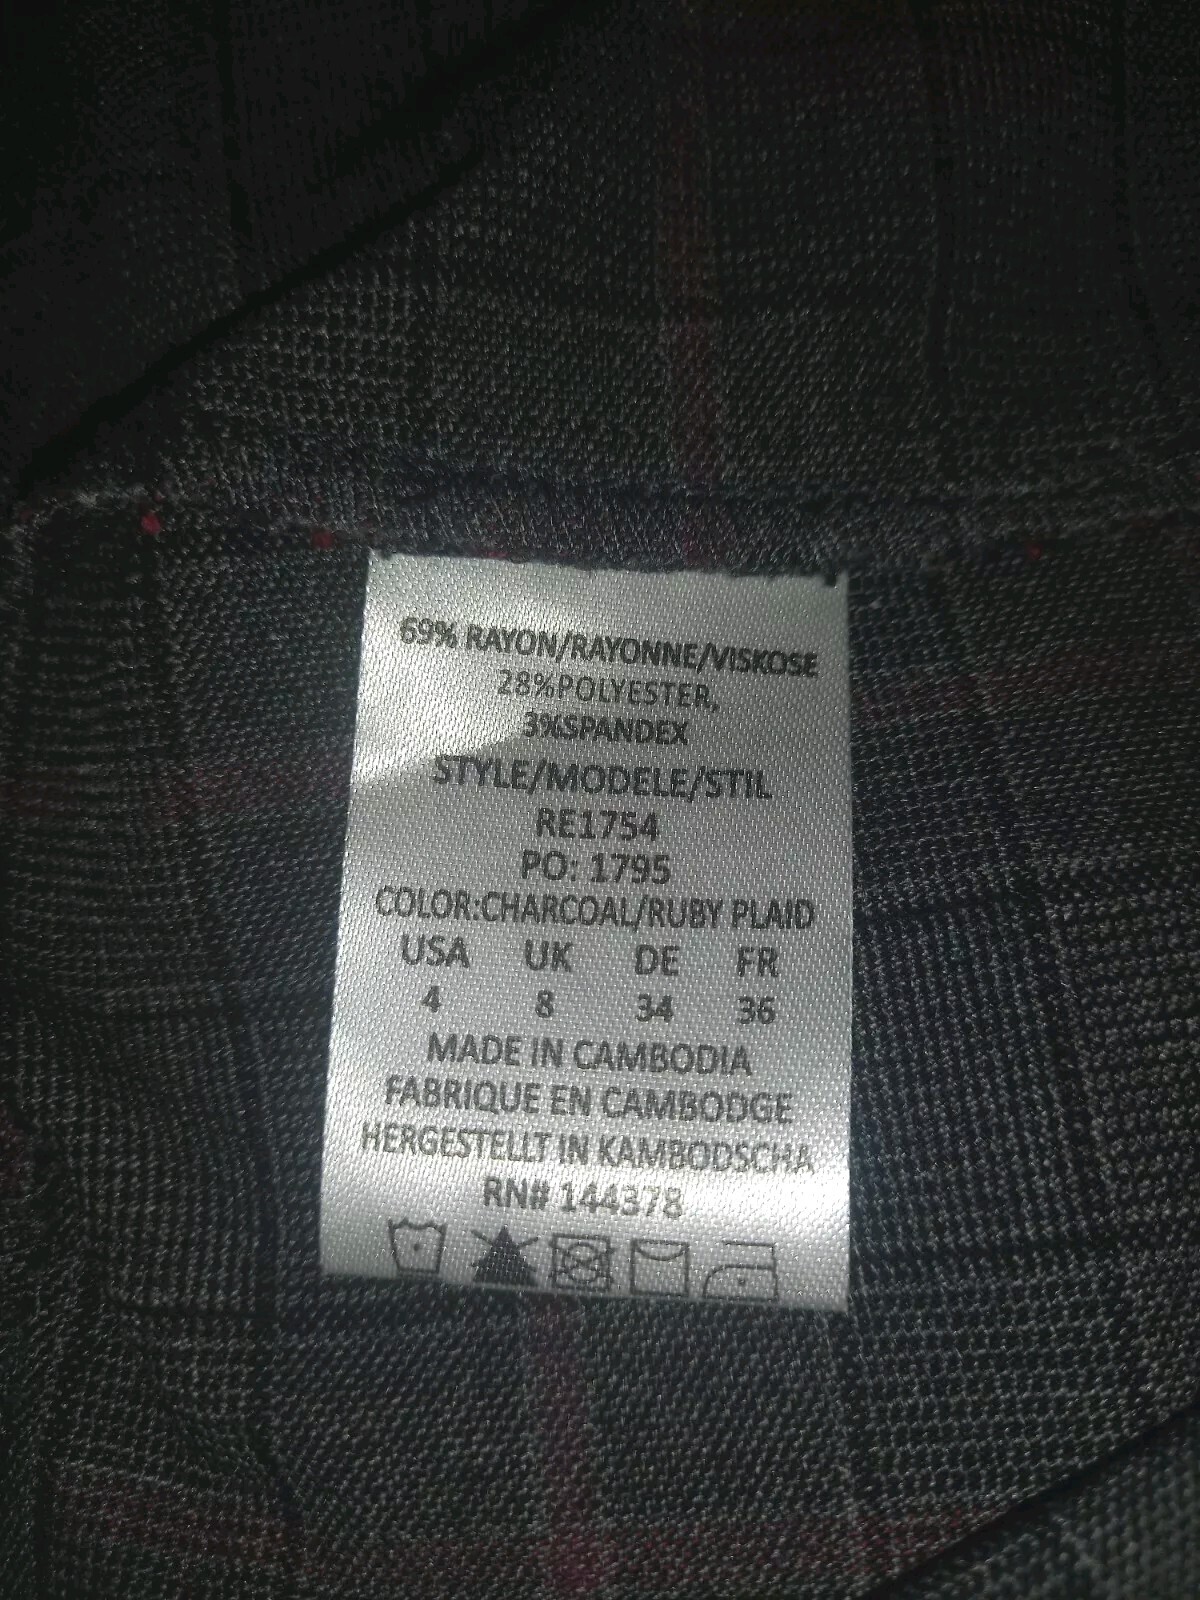 69% RAYON/RAYONNE/VISKOSE
28%POLYESTER,
3%SPANDEX
STYLE/MODELE/STIL
RE1754
PO: 1795
COLOR:CHARCOAL/RUBY PLAID
USA UK DE FR
4 8 34 36
MADE IN CAMBODIA
FABRIQUE EN CAMBODGE
HERGESTELLT IN KAMBODSCHA
RN# 144378